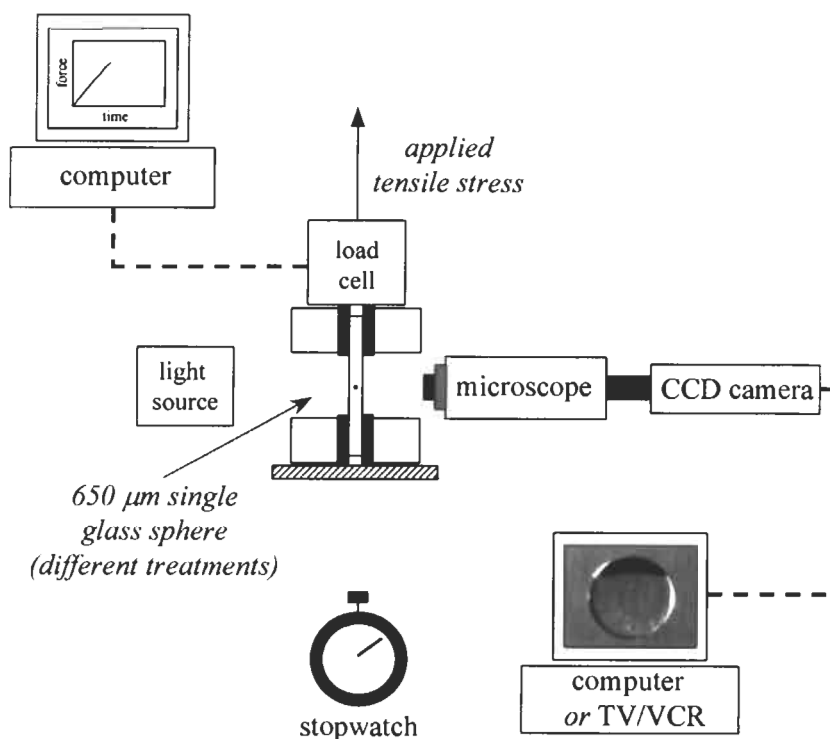 force
time
computer
applied
tensile stress
load
cell
light
source
microscope
CCD camera
650 μm single
glass sphere
(different treatments)
stopwatch
computer
or TV/VCR